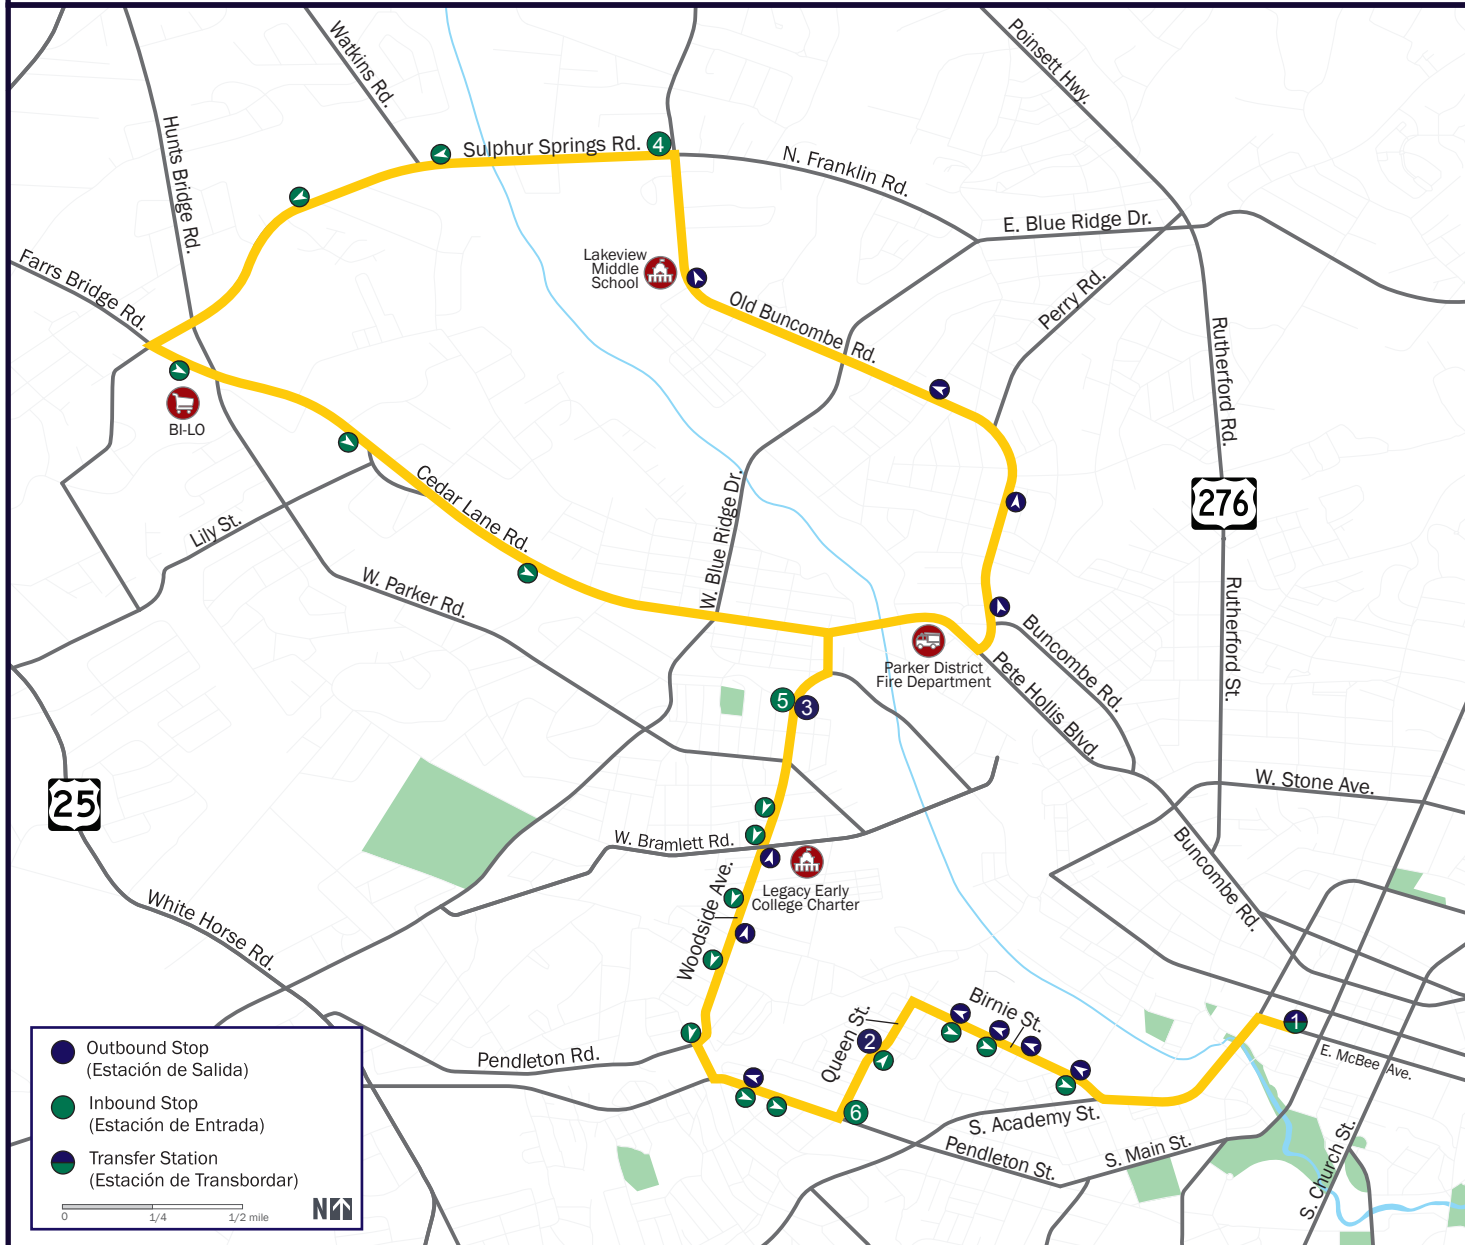 Poinsett Hwy.
Watkins Rd.
Hunts Bridge Rd.
Sulphur Springs Rd.
4
N. Franklin Rd.
E. Blue Ridge Dr.
Farrs Bridge Rd.
Lakeview
Middle
School
Perry Rd.
Old Buncombe Rd.
Rutherford Rd.
BI-LO
276
Cedar Lane Rd.
Lily St.
W. Blue Ridge Dr.
W. Parker Rd.
Rutherford St.
Buncombe Rd.
Parker District
Fire Department
Pete Hollis Blvd.
5
3
25
W. Stone Ave.
W. Bramlett Rd.
Buncombe Rd.
Legacy Early
College Charter
Woodside Ave.
White Horse Rd.
Birnie St.
Queen St.
2
1
E. McBee Ave.
Pendleton Rd.
6
S. Academy St.
Pendleton St.
S. Main St.
S. Church St.
Outbound Stop
(Estación de Salida)
Inbound Stop
(Estación de Entrada)
Transfer Station
(Estación de Transbordar)
0 1/4 1/2 mile
N